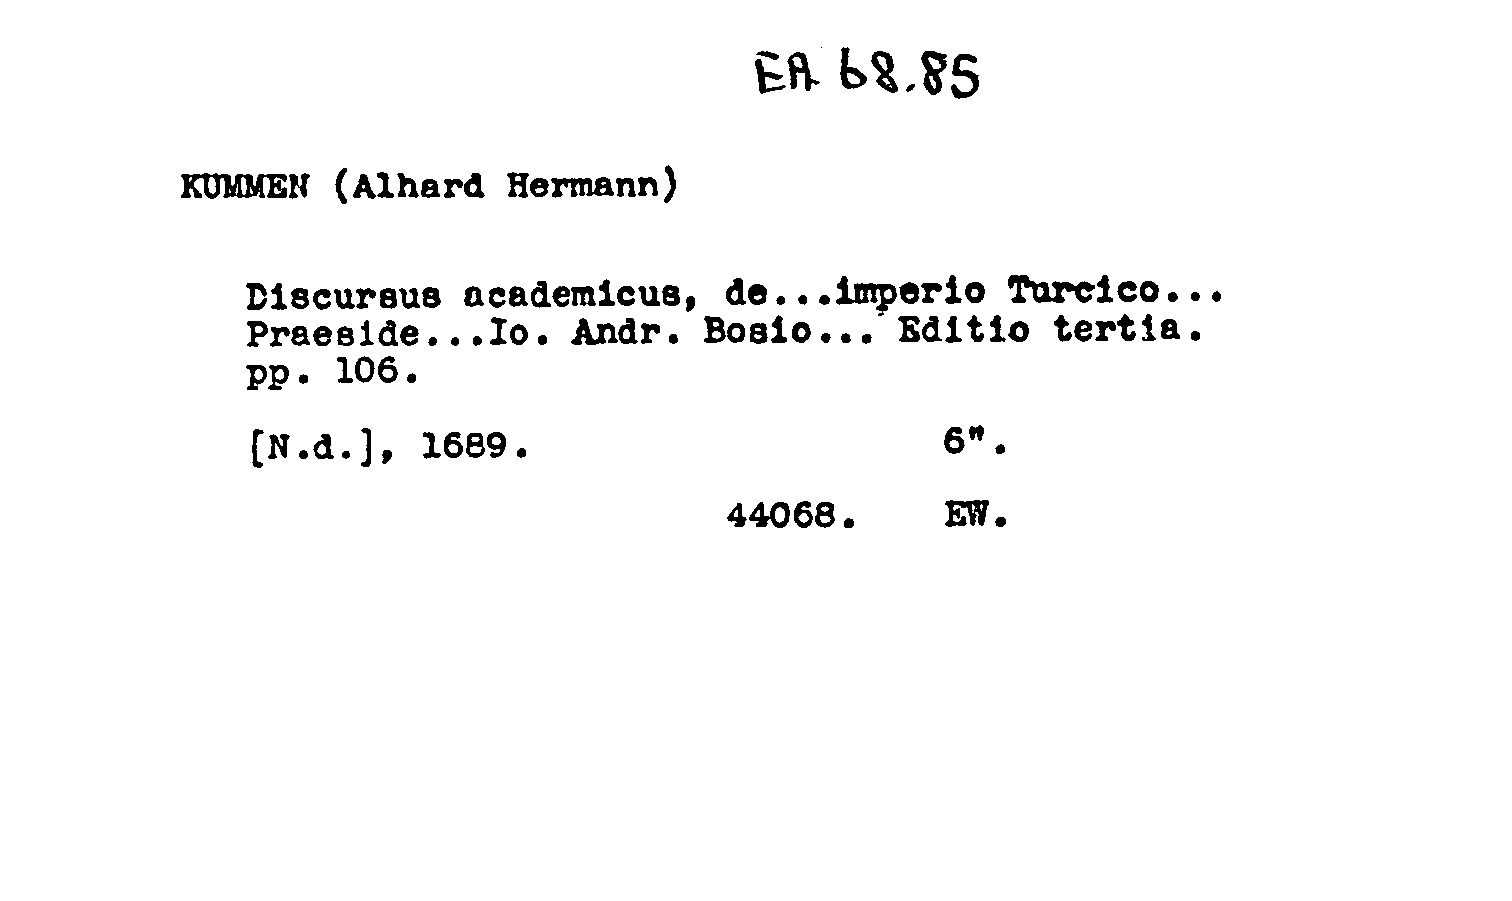 EA 68.85
KUMMEN (Alhard Hermann)
Discursus academicus, de...imperio Turcico...
Praeside...Io. Andr. Bosio... Editio tertia.
pp. 106.
[N.d.], 1689. 6".
44068. EW.